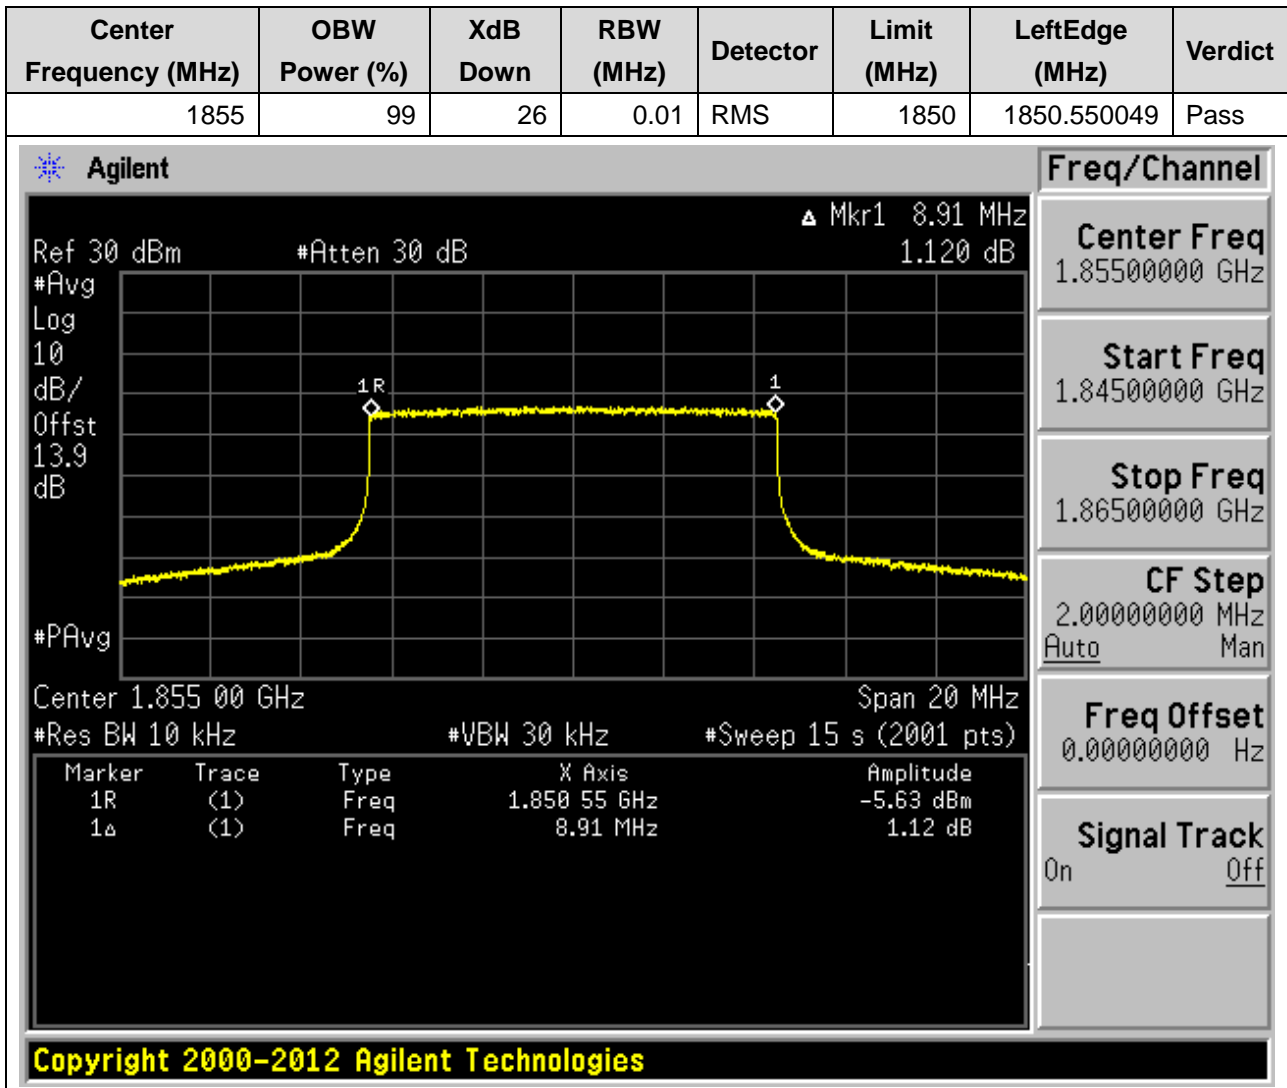 Center Frequency (MHz) OBW Power (%) XdB Down RBW (MHz) Detector Limit (MHz) LeftEdge (MHz) Verdict
1855 99 26 0.01 RMS 1850 1850.550049 Pass
Agilent Freq/Channel
Δ Mkr1 8.91 MHz
Ref 30 dBm #Atten 30 dB 1.120 dB
#Avg
Log
10
dB/
Offst
13.9
dB
1R 1
#PAvg
Center 1.855 00 GHz Span 20 MHz
#Res BW 10 kHz #VBW 30 kHz #Sweep 15 s (2001 pts)
Marker Trace Type X Axis Amplitude
1R (1) Freq 1.850 55 GHz -5.63 dBm
1Δ (1) Freq 8.91 MHz 1.12 dB
Center Freq
1.85500000 GHz
Start Freq
1.84500000 GHz
Stop Freq
1.86500000 GHz
CF Step
2.00000000 MHz
Auto Man
Freq Offset
0.00000000 Hz
Signal Track
On Off
Copyright 2000-2012 Agilent Technologies